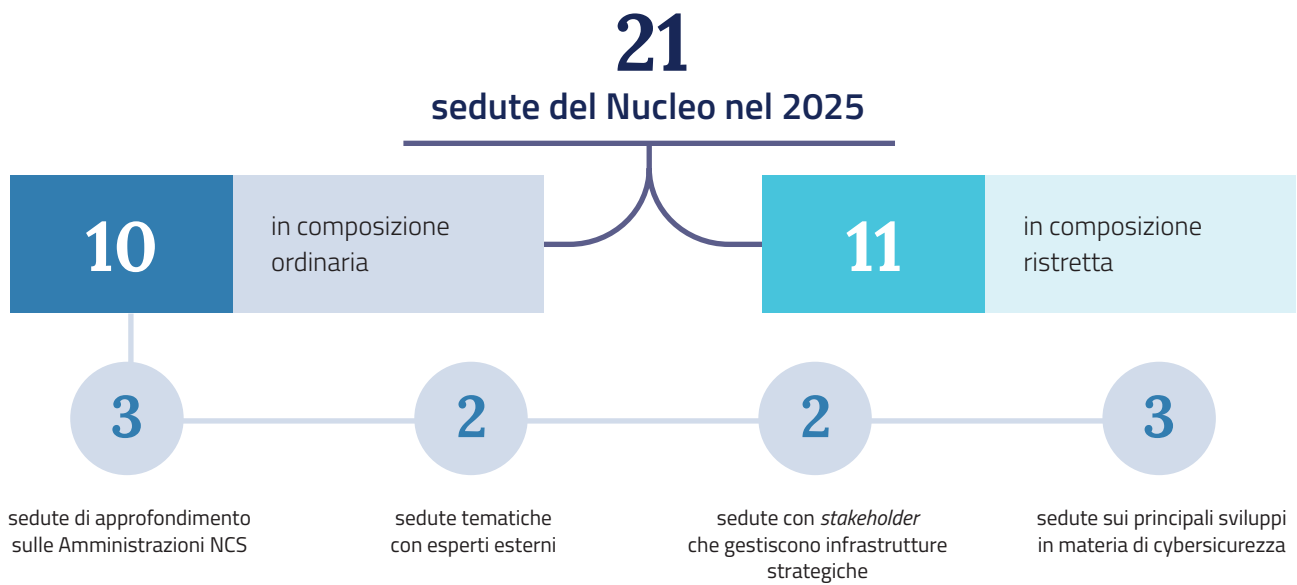 21
sedute del Nucleo nel 2025
10
in composizione
ordinaria
11
in composizione
ristretta
3
sedute di approfondimento
sulle Amministrazioni NCS
2
sedute tematiche
con esperti esterni
2
sedute con stakeholder
che gestiscono infrastrutture
strategiche
3
sedute sui principali sviluppi
in materia di cybersicurezza